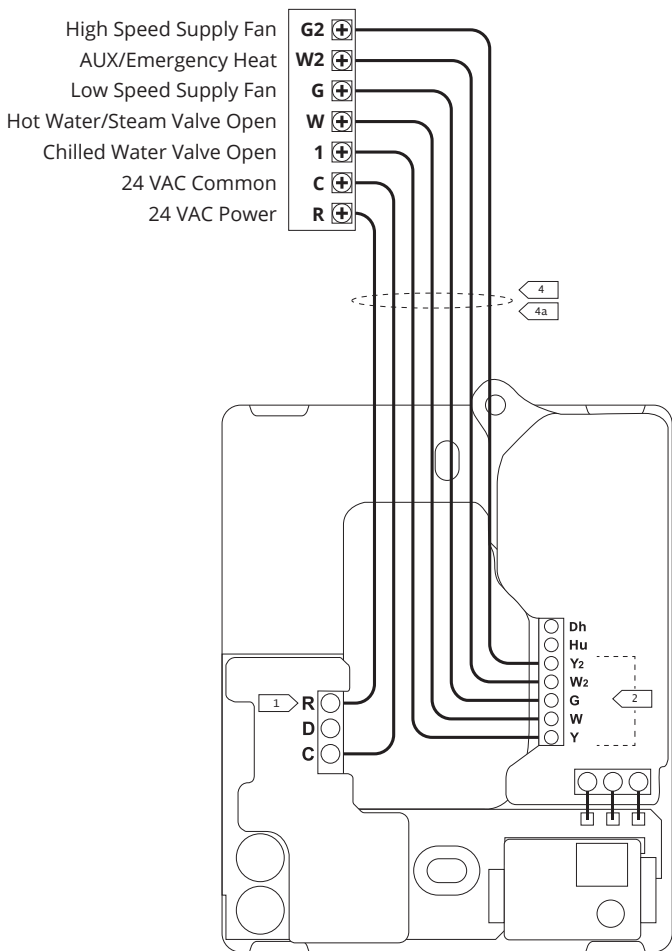 High Speed Supply Fan G2
AUX/Emergency Heat W2
Low Speed Supply Fan G
Hot Water/Steam Valve Open W
Chilled Water Valve Open 1
24 VAC Common C
24 VAC Power R
4
4a
Dh
Hu
Y2
W2
G
W
Y
2
1
R
D
C